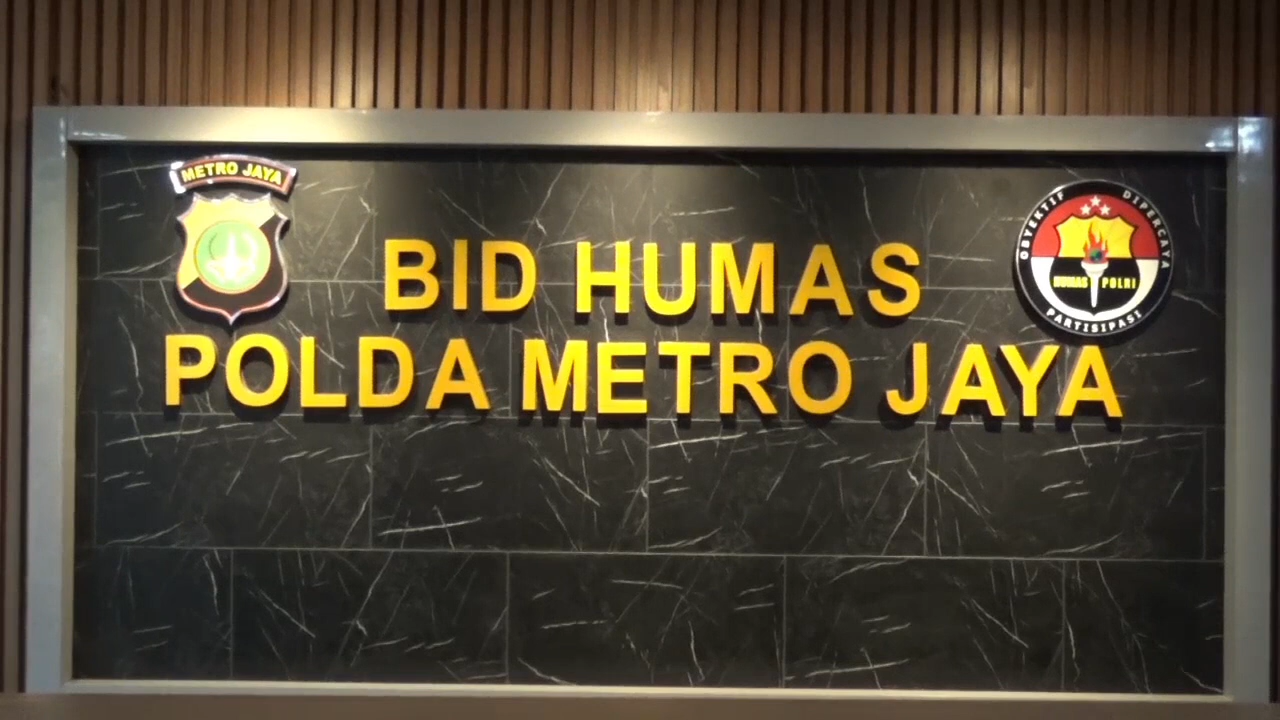 METRO JAYA
BID HUMAS
POLDA METRO JAYA
OBYEKTIF DIPERCAYA
HUMAS POLRI
PARTISIPASI